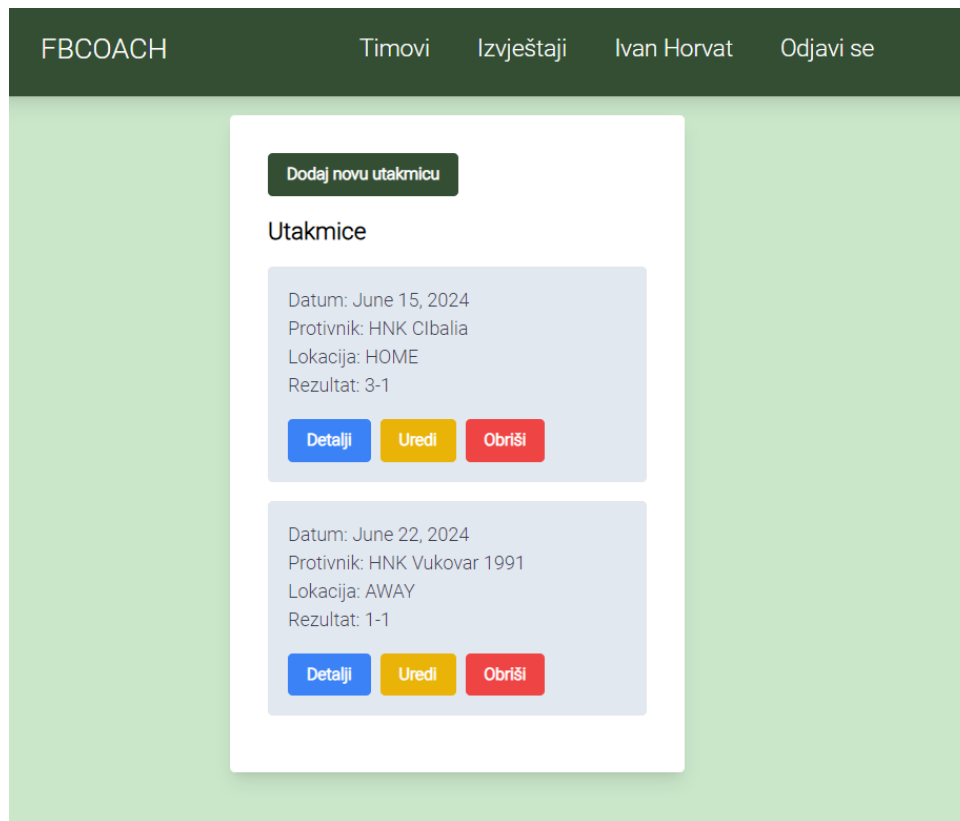 FBCOACH Timovi Izvještaji Ivan Horvat Odjavi se
Dodaj novu utakmicu
Utakmice
Datum: June 15, 2024
Protivnik: HNK CIbalia
Lokacija: HOME
Rezultat: 3-1
Detalji Uredi Obriši
Datum: June 22, 2024
Protivnik: HNK Vukovar 1991
Lokacija: AWAY
Rezultat: 1-1
Detalji Uredi Obriši